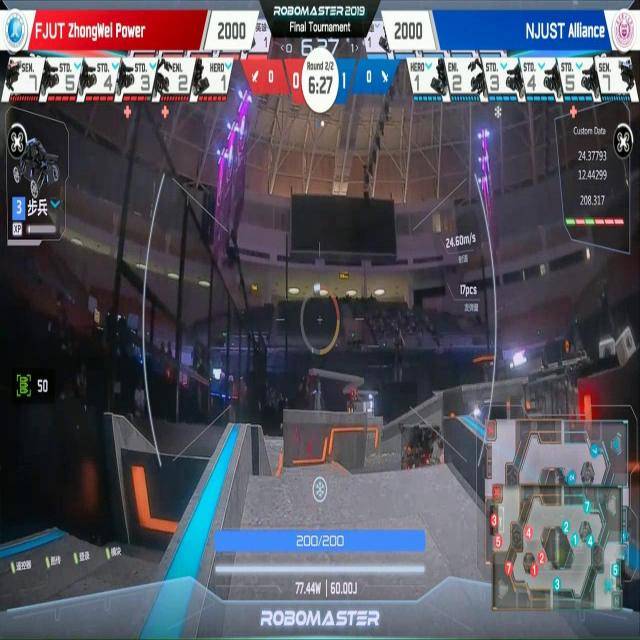 ROBOMASTER 2019
Final Tournament
FJUT ZhongWei Power
2000
2000
NJUST Alliance
SEN. 7
STD. 5
STD. 4
STD. 3
ENI. 2
HERO 1
0
0
Round 2/2
6:27
1
0
HERO 1
ENI. 2
STD. 3
STD. 4
STD. 5
SEN. 7
3 步兵
XP
Custom Data
24.37793
12.44299
208.317
24.60m/s
17pcs
50
200/200
77.44W | 60.00J
ROBOMASTER